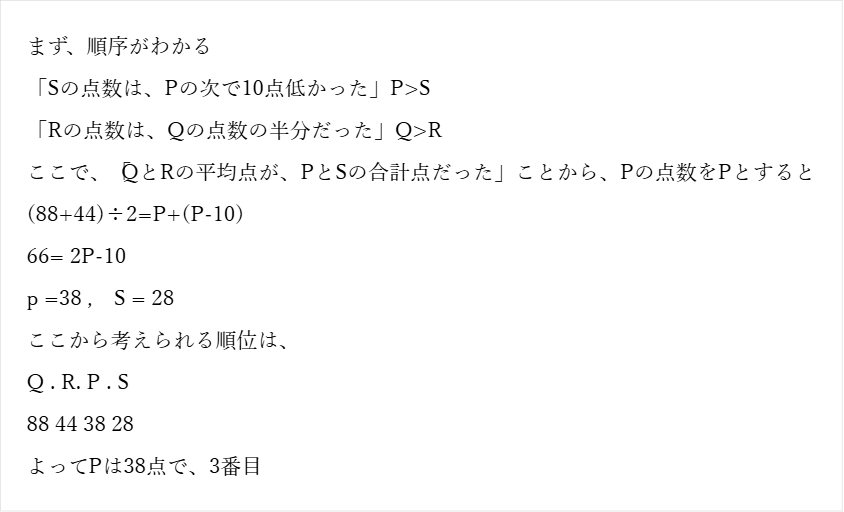 まず、順序がわかる
「Sの点数は、Pの次で10点低かった」P>S
「Rの点数は、Qの点数の半分だった」Q>R
ここで、「QとRの平均点が、PとSの合計点だった」ことから、Pの点数をPとすると
(88+44)÷2=P+(P-10)
66= 2P-10
p =38 , S = 28
ここから考えられる順位は、
Q . R. P . S
88 44 38 28
よってPは38点で、3番目